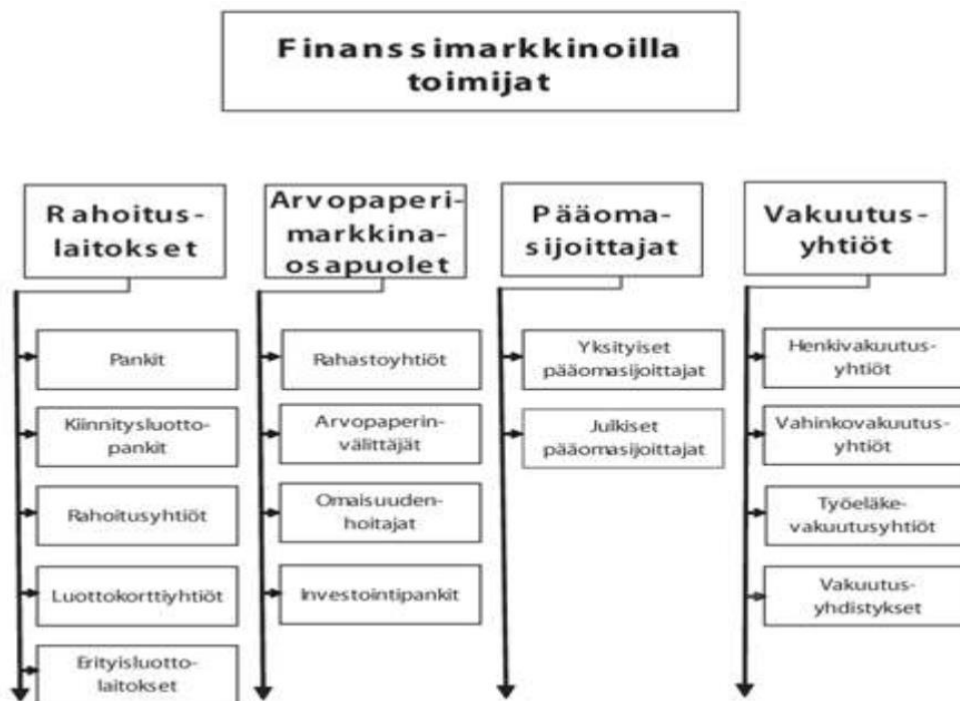 Finanssimarkkinoilla
toimijat
Rahoitus-
laitokset
Arvopaperi-
markkina-
osapuolet
Pääoma-
sijoittajat
Vakuutus-
yhtiöt
Pankit
Kiinnitysluotto-
pankit
Rahoitusyhtiöt
Luottokorttiyhtiöt
Erityisluotto-
laitokset
Rahastoyhtiöt
Arvopaperin-
välittäjät
Omaisuuden-
hoitajat
Investointipankit
Yksityiset
pääomasijoittajat
Julkiset
pääomasijoittajat
Henkivakuutus-
yhtiöt
Vahinkovakuutus-
yhtiöt
Työeläke-
vakuutusyhtiöt
Vakuutus-
yhdistykset